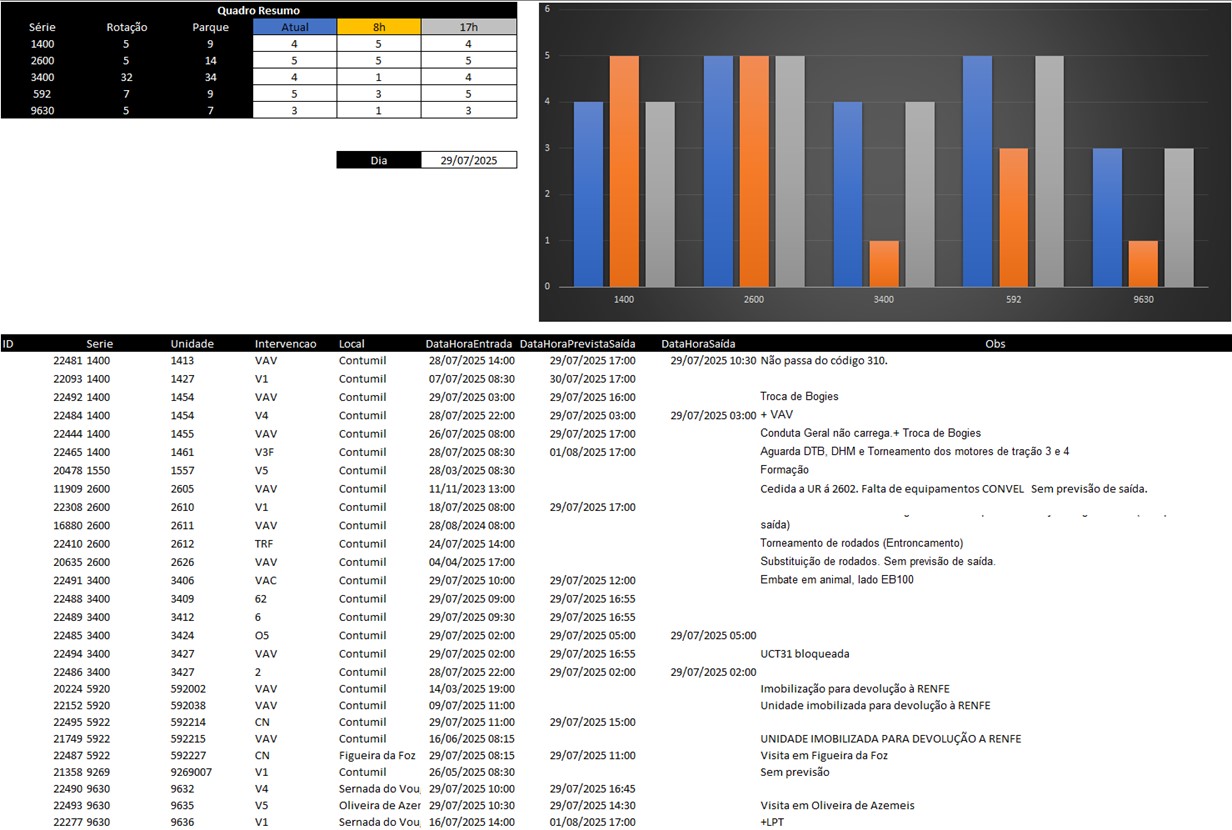 Quadro Resumo
Série Rotação Parque Atual 8h 17h
1400 5 9 4 5 4
2600 5 14 5 5 5
3400 32 34 4 1 4
592 7 9 5 3 5
9630 5 7 3 1 3
Dia 29/07/2025
6
5
4
3
2
1
0
1400 2600 3400 592 9630
ID Serie Unidade Intervencao Local DataHoraEntrada DataHoraPrevistaSaída DataHoraSaída Obs
22481 1400 1413 VAV Contumil 28/07/2025 14:00 29/07/2025 17:00 29/07/2025 10:30 Não passa do código 310.
22093 1400 1427 V1 Contumil 07/07/2025 08:30 30/07/2025 17:00
22492 1400 1454 VAV Contumil 29/07/2025 03:00 29/07/2025 16:00 Troca de Bogies
22484 1400 1454 V4 Contumil 28/07/2025 22:00 29/07/2025 03:00 29/07/2025 03:00 + VAV
22444 1400 1455 VAV Contumil 26/07/2025 08:00 29/07/2025 17:00 Conduta Geral não carrega.+ Troca de Bogies
22465 1400 1461 V3F Contumil 28/07/2025 08:30 01/08/2025 17:00 Aguarda DTB, DHM e Torneamento dos motores de tração 3 e 4
20478 1550 1557 V5 Contumil 28/03/2025 08:30 Formação
11909 2600 2605 VAV Contumil 11/11/2023 13:00 Cedida a UR á 2602. Falta de equipamentos CONVEL Sem previsão de saída.
22308 2600 2610 V1 Contumil 18/07/2025 08:00 29/07/2025 17:00
16880 2600 2611 VAV Contumil 28/08/2024 08:00 saída)
22410 2600 2612 TRF Contumil 24/07/2025 14:00 Torneamento de rodados (Entroncamento)
20635 2600 2626 VAV Contumil 04/04/2025 17:00 Substituição de rodados. Sem previsão de saída.
22491 3400 3406 VAC Contumil 29/07/2025 10:00 29/07/2025 12:00 Embate em animal, lado EB100
22488 3400 3409 62 Contumil 29/07/2025 09:00 29/07/2025 16:55
22489 3400 3412 6 Contumil 29/07/2025 09:30 29/07/2025 16:55
22485 3400 3424 O5 Contumil 29/07/2025 02:00 29/07/2025 05:00 29/07/2025 05:00
22494 3400 3427 VAV Contumil 29/07/2025 02:00 29/07/2025 16:55 UCT31 bloqueada
22486 3400 3427 2 Contumil 28/07/2025 22:00 29/07/2025 02:00 29/07/2025 02:00
20224 5920 592002 VAV Contumil 14/03/2025 19:00 Imobilização para devolução à RENFE
22152 5920 592038 VAV Contumil 09/07/2025 11:00 Unidade imobilizada para devolução à RENFE
22495 5922 592214 CN Contumil 29/07/2025 11:00 29/07/2025 15:00
21749 5922 592215 VAV Contumil 16/06/2025 08:15 UNIDADE IMOBILIZADA PARA DEVOLUÇÃO A RENFE
22487 5922 592227 CN Figueira da Foz 29/07/2025 08:15 29/07/2025 11:00 Visita em Figueira da Foz
21358 9269 9269007 V1 Contumil 26/05/2025 08:30 Sem previsão
22490 9630 9632 V4 Sernada do Vou 29/07/2025 10:00 29/07/2025 16:45
22493 9630 9635 V5 Oliveira de Azer 29/07/2025 10:30 29/07/2025 14:30 Visita em Oliveira de Azemeis
22277 9630 9636 V1 Sernada do Vou 16/07/2025 14:00 01/08/2025 17:00 +LPT